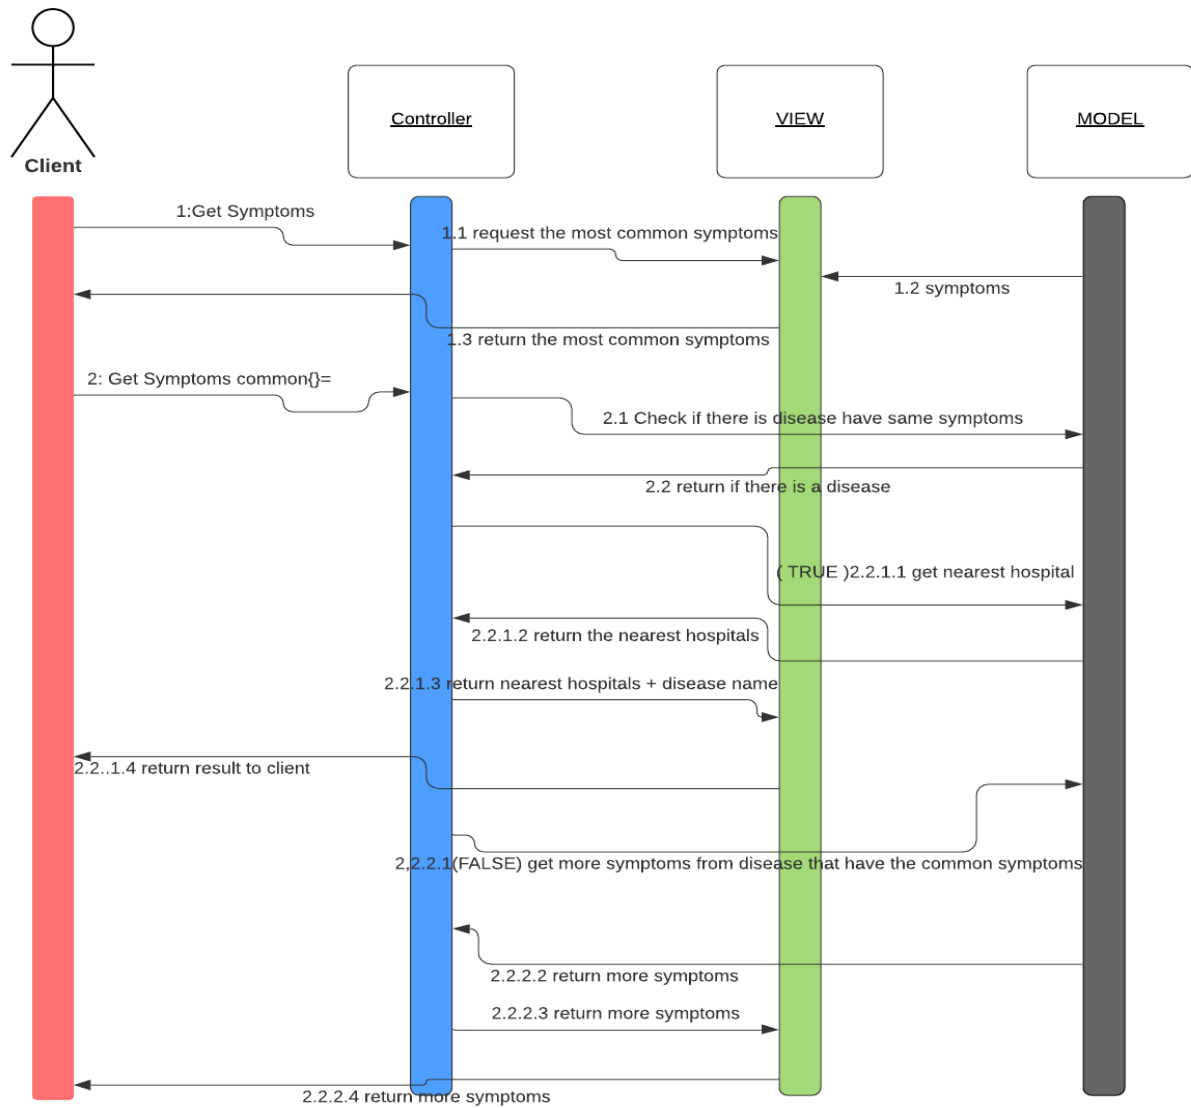 Client
Controller
VIEW
MODEL
1:Get Symptoms
1.1 request the most common symptoms
1.2 symptoms
1.3 return the most common symptoms
2: Get Symptoms common{}=
2.1 Check if there is disease have same symptoms
2.2 return if there is a disease
( TRUE )2.2.1.1 get nearest hospital
2.2.1.2 return the nearest hospitals
2.2.1.3 return nearest hospitals + disease name
2.2..1.4 return result to client
2,2.2.1(FALSE) get more symptoms from disease that have the common symptoms
2.2.2.2 return more symptoms
2.2.2.3 return more symptoms
2.2.2.4 return more symptoms